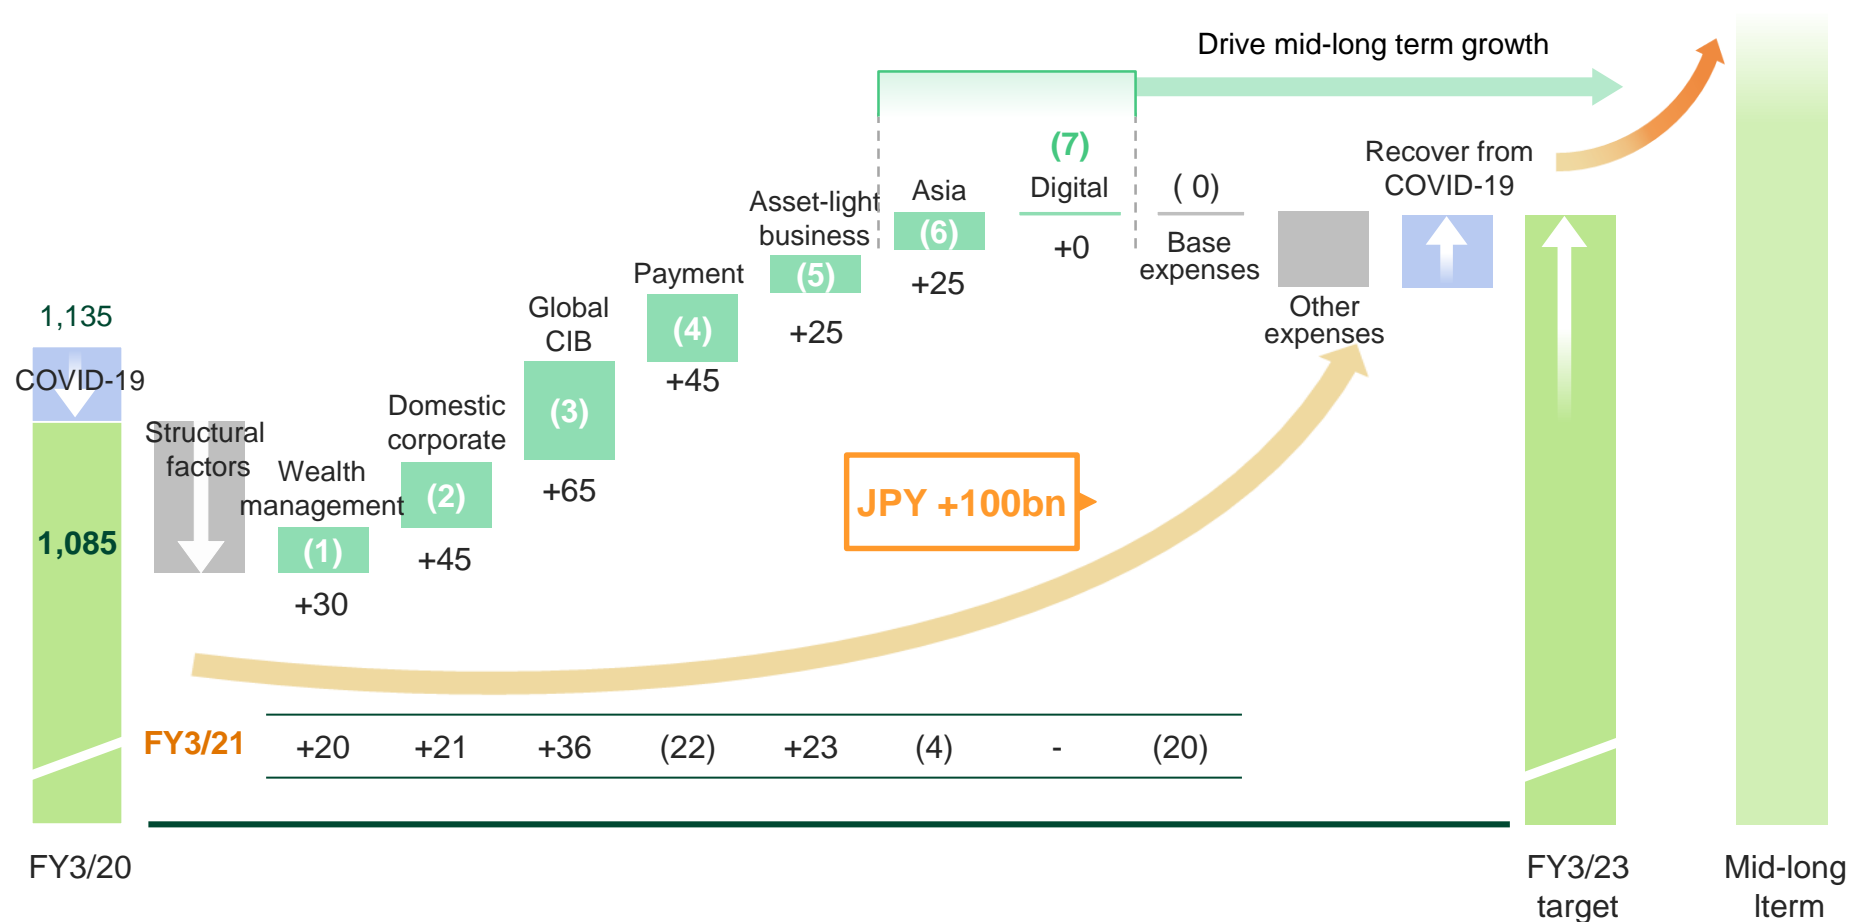 Drive mid-long term growth
1,135
COVID-19
1,085
Structural
factors
Wealth
management
(1)
+30
Domestic
corporate
(2)
+45
Global
CIB
(3)
+65
Payment
(4)
+45
Asset-light
business
(5)
+25
Asia
(6)
+25
(7)
Digital
+0
( 0)
Base
expenses
Other
expenses
Recover from
COVID-19
JPY +100bn
FY3/21 +20 +21 +36 (22) +23 (4) - (20)
FY3/20
FY3/23
target
Mid-long
lterm